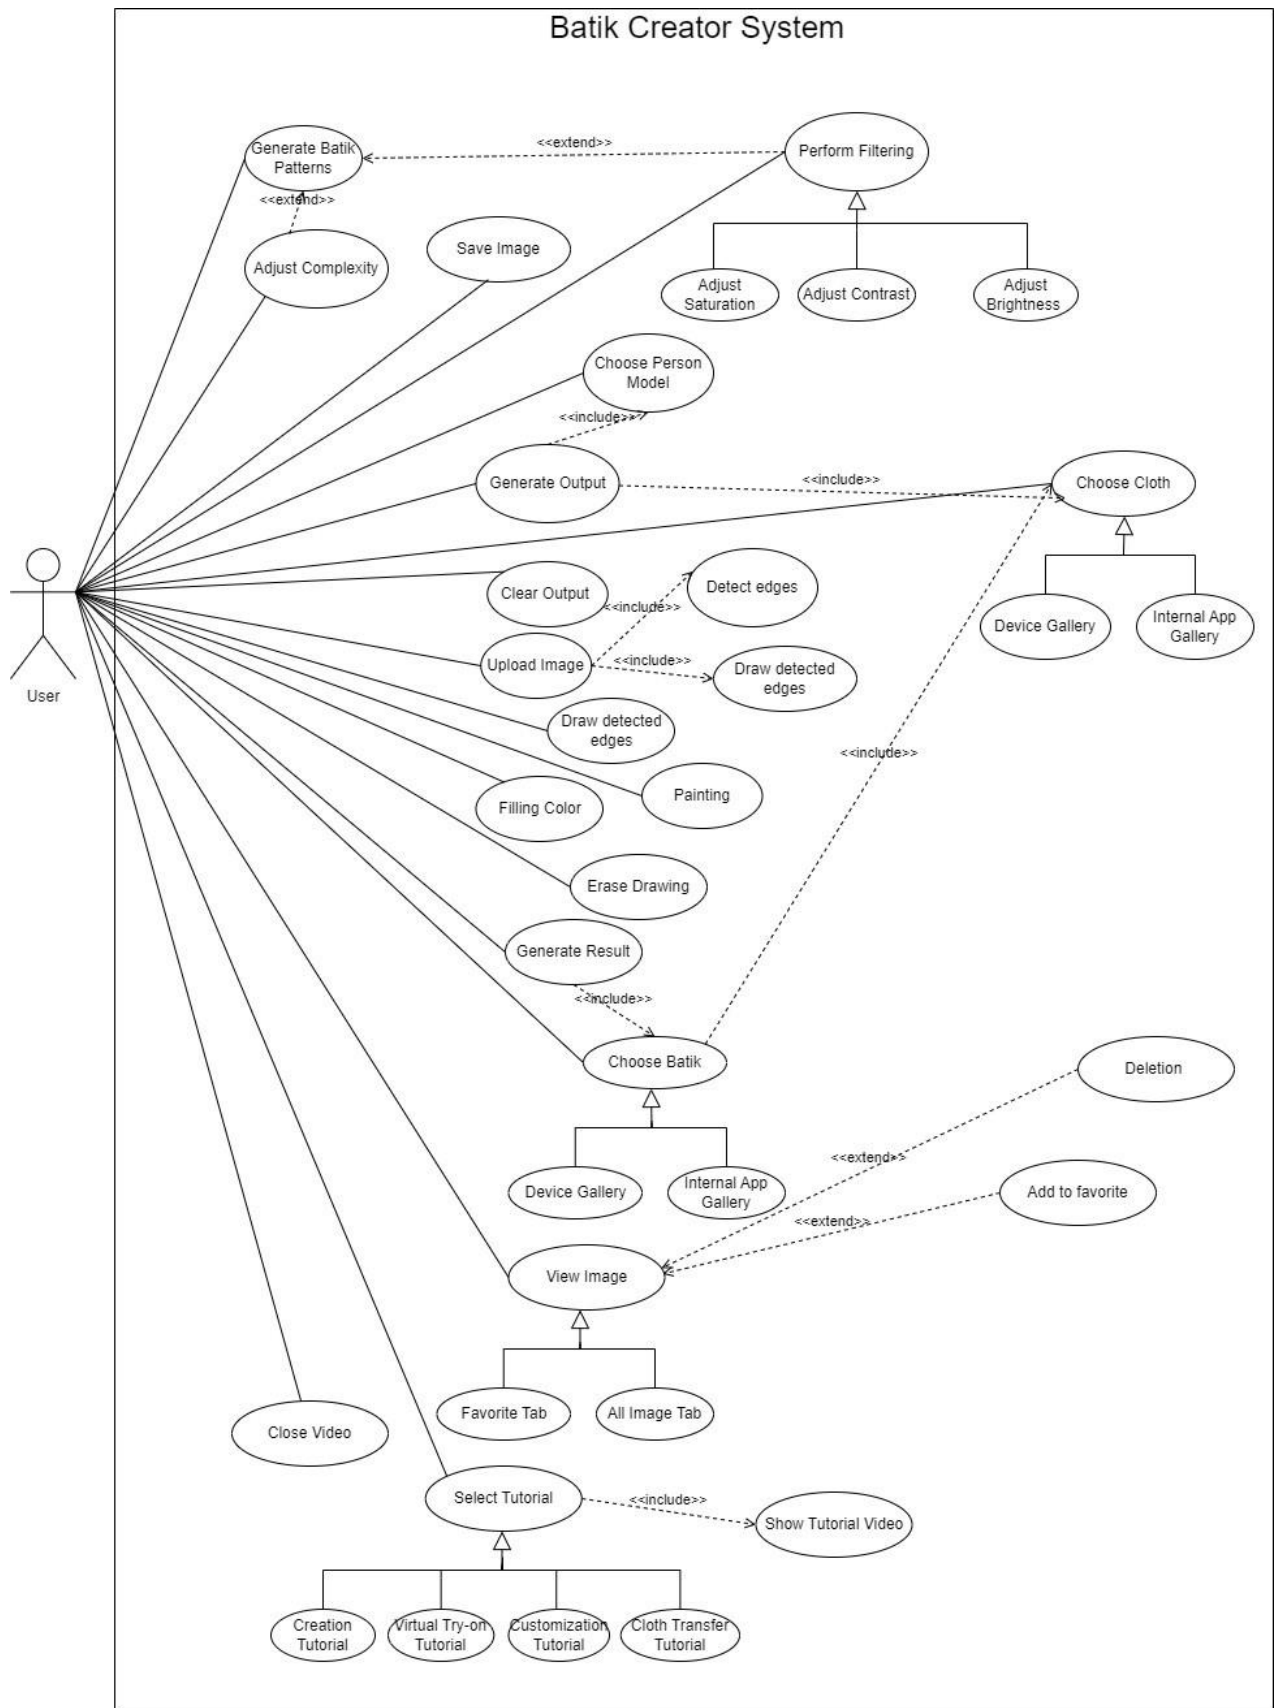 Batik Creator System
Generate Batik
Patterns
<<extend>>
Perform Filtering
<<extend>>
Adjust Complexity
Save Image
Adjust
Saturation
Adjust Contrast
Adjust
Brightness
Choose Person
Model
<<include>>
Generate Output
<<include>>
Choose Cloth
Clear Output
<<include>>
Detect edges
Device Gallery
Internal App
Gallery
Upload Image
<<include>>
Draw detected
edges
User
Draw detected
edges
<<include>>
Filling Color
Painting
Erase Drawing
Generate Result
<<include>>
Choose Batik
Deletion
<<extend>>
Device Gallery
Internal App
Gallery
Add to favorite
<<extend>>
View Image
Favorite Tab
All Image Tab
Close Video
Select Tutorial
<<include>>
Show Tutorial Video
Creation
Tutorial
Virtual Try-on
Tutorial
Customization
Tutorial
Cloth Transfer
Tutorial